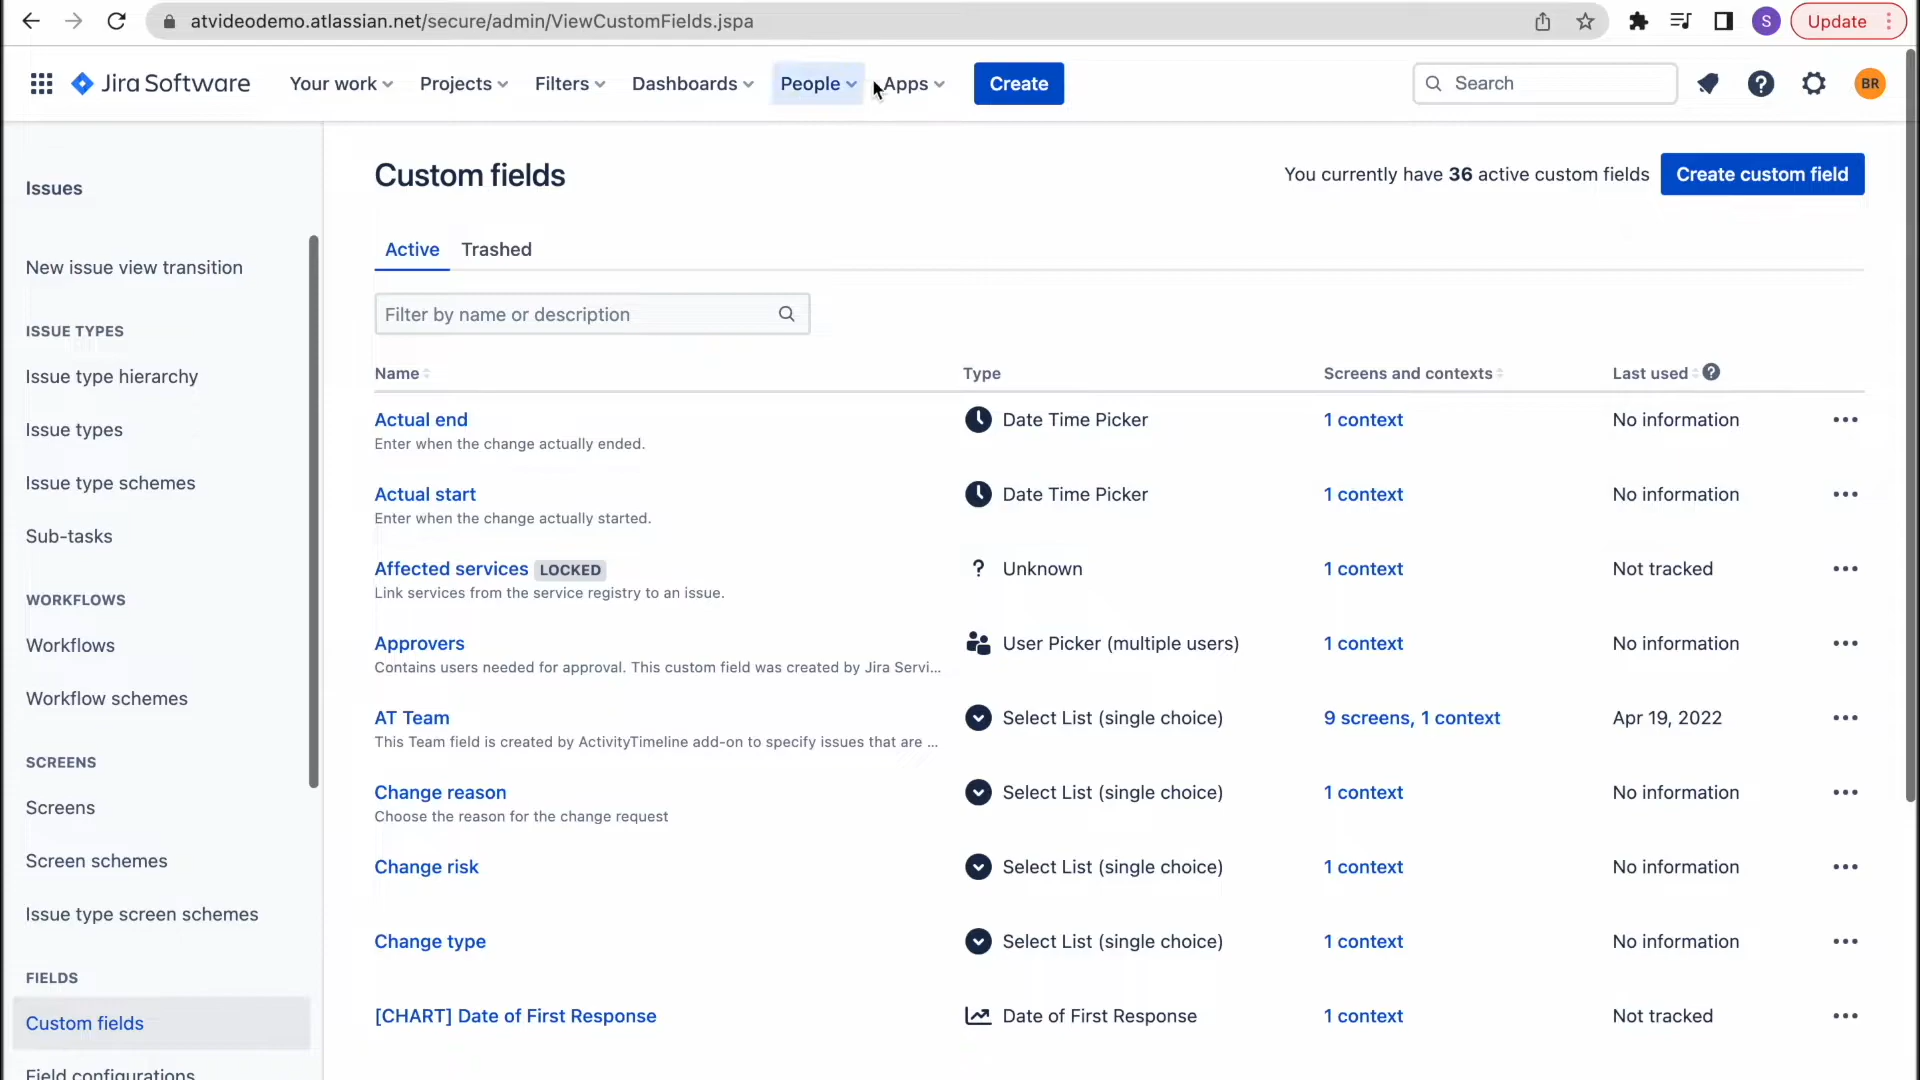 atvideodemo.atlassian.net/secure/admin/ViewCustomFields.jspa
S
Update
Jira Software
Your work
Projects
Filters
Dashboards
People
Apps
Create
Search
BR
Issues
New issue view transition
ISSUE TYPES
Issue type hierarchy
Issue types
Issue type schemes
Sub-tasks
WORKFLOWS
Workflows
Workflow schemes
SCREENS
Screens
Screen schemes
Issue type screen schemes
FIELDS
Custom fields
Field configurations
Custom fields
You currently have 36 active custom fields
Create custom field
Active
Trashed
Filter by name or description
Name
Type
Screens and contexts
Last used
Actual end
Enter when the change actually ended.
Date Time Picker
1 context
No information
Actual start
Enter when the change actually started.
Date Time Picker
1 context
No information
Affected services LOCKED
Link services from the service registry to an issue.
? Unknown
1 context
Not tracked
Approvers
Contains users needed for approval. This custom field was created by Jira Servi...
User Picker (multiple users)
1 context
No information
AT Team
This Team field is created by ActivityTimeline add-on to specify issues that are ...
Select List (single choice)
9 screens, 1 context
Apr 19, 2022
Change reason
Choose the reason for the change request
Select List (single choice)
1 context
No information
Change risk
Select List (single choice)
1 context
No information
Change type
Select List (single choice)
1 context
No information
[CHART] Date of First Response
Date of First Response
1 context
Not tracked